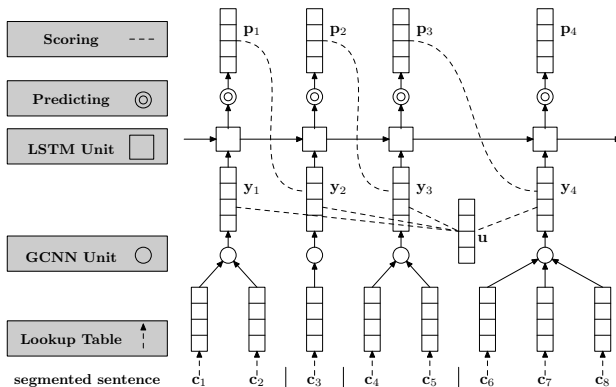 Scoring
p1 p2 p3 p4
Predicting
LSTM Unit
y1 y2 y3 y4
u
GCNN Unit
Lookup Table
segmented sentence c1 c2 | c3 | c4 c5 | c6 c7 c8